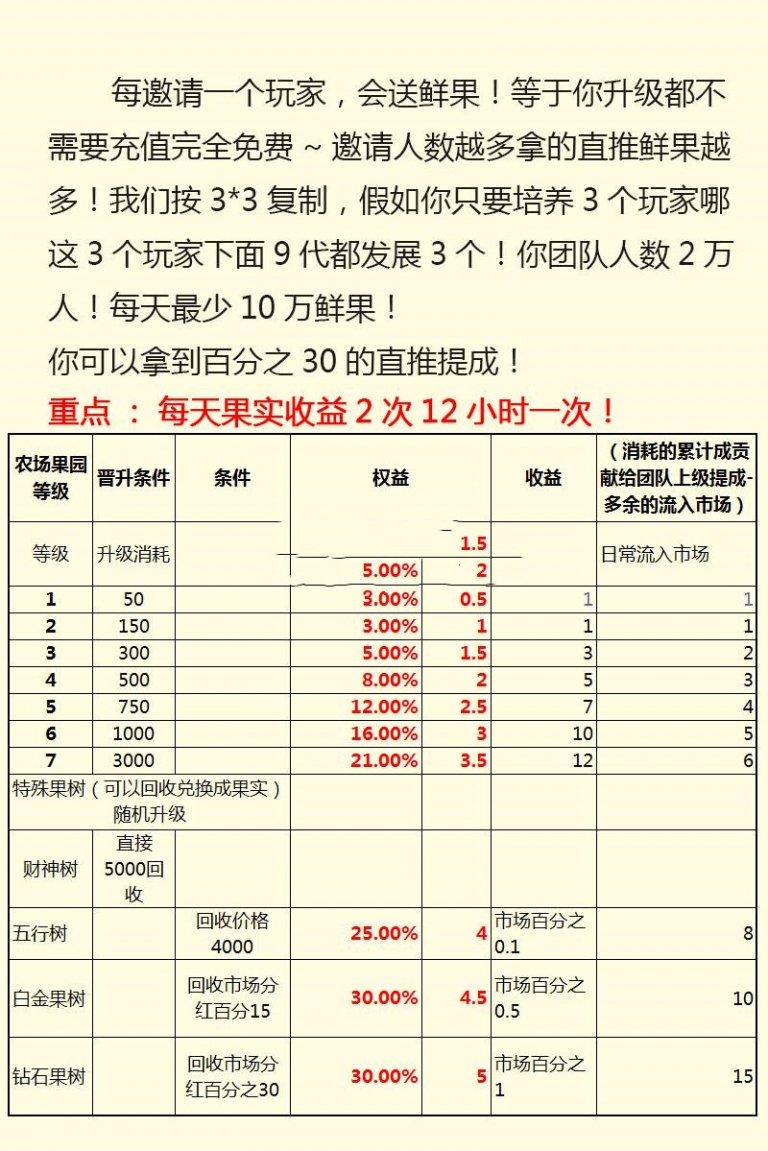 每邀请一个玩家，会送鲜果！等于你升级都不
需要充值完全免费 ~ 邀请人数越多拿的直推鲜果越
多！我们按 3*3 复制，假如你只要培养 3 个玩家哪
这 3 个玩家下面 9 代都发展 3 个！你团队人数 2 万
人！每天最少 10 万鲜果！
你可以拿到百分之 30 的直推提成！
重点 ： 每天果实收益 2 次 12 小时一次！
农场果园
等级
晋升条件
条件
权益
收益
（消耗的累计成贡
献给团队上级提成-
多余的流入市场）
等级 升级消耗 1.5 日常流入市场
5.00% 2
1 50 3.00% 0.5 1 1
2 150 3.00% 1 1 1
3 300 5.00% 1.5 3 2
4 500 8.00% 2 5 3
5 750 12.00% 2.5 7 4
6 1000 16.00% 3 10 5
7 3000 21.00% 3.5 12 6
特殊果树（可以回收兑换成果实）
随机升级
财神树
直接
5000回
收
五行树
回收价格
4000
25.00% 4
市场百分之
0.1
8
白金果树
回收市场分
红百分15
30.00% 4.5
市场百分之
0.5
10
钻石果树
回收市场分
红百分之30
30.00% 5
市场百分之
1
15